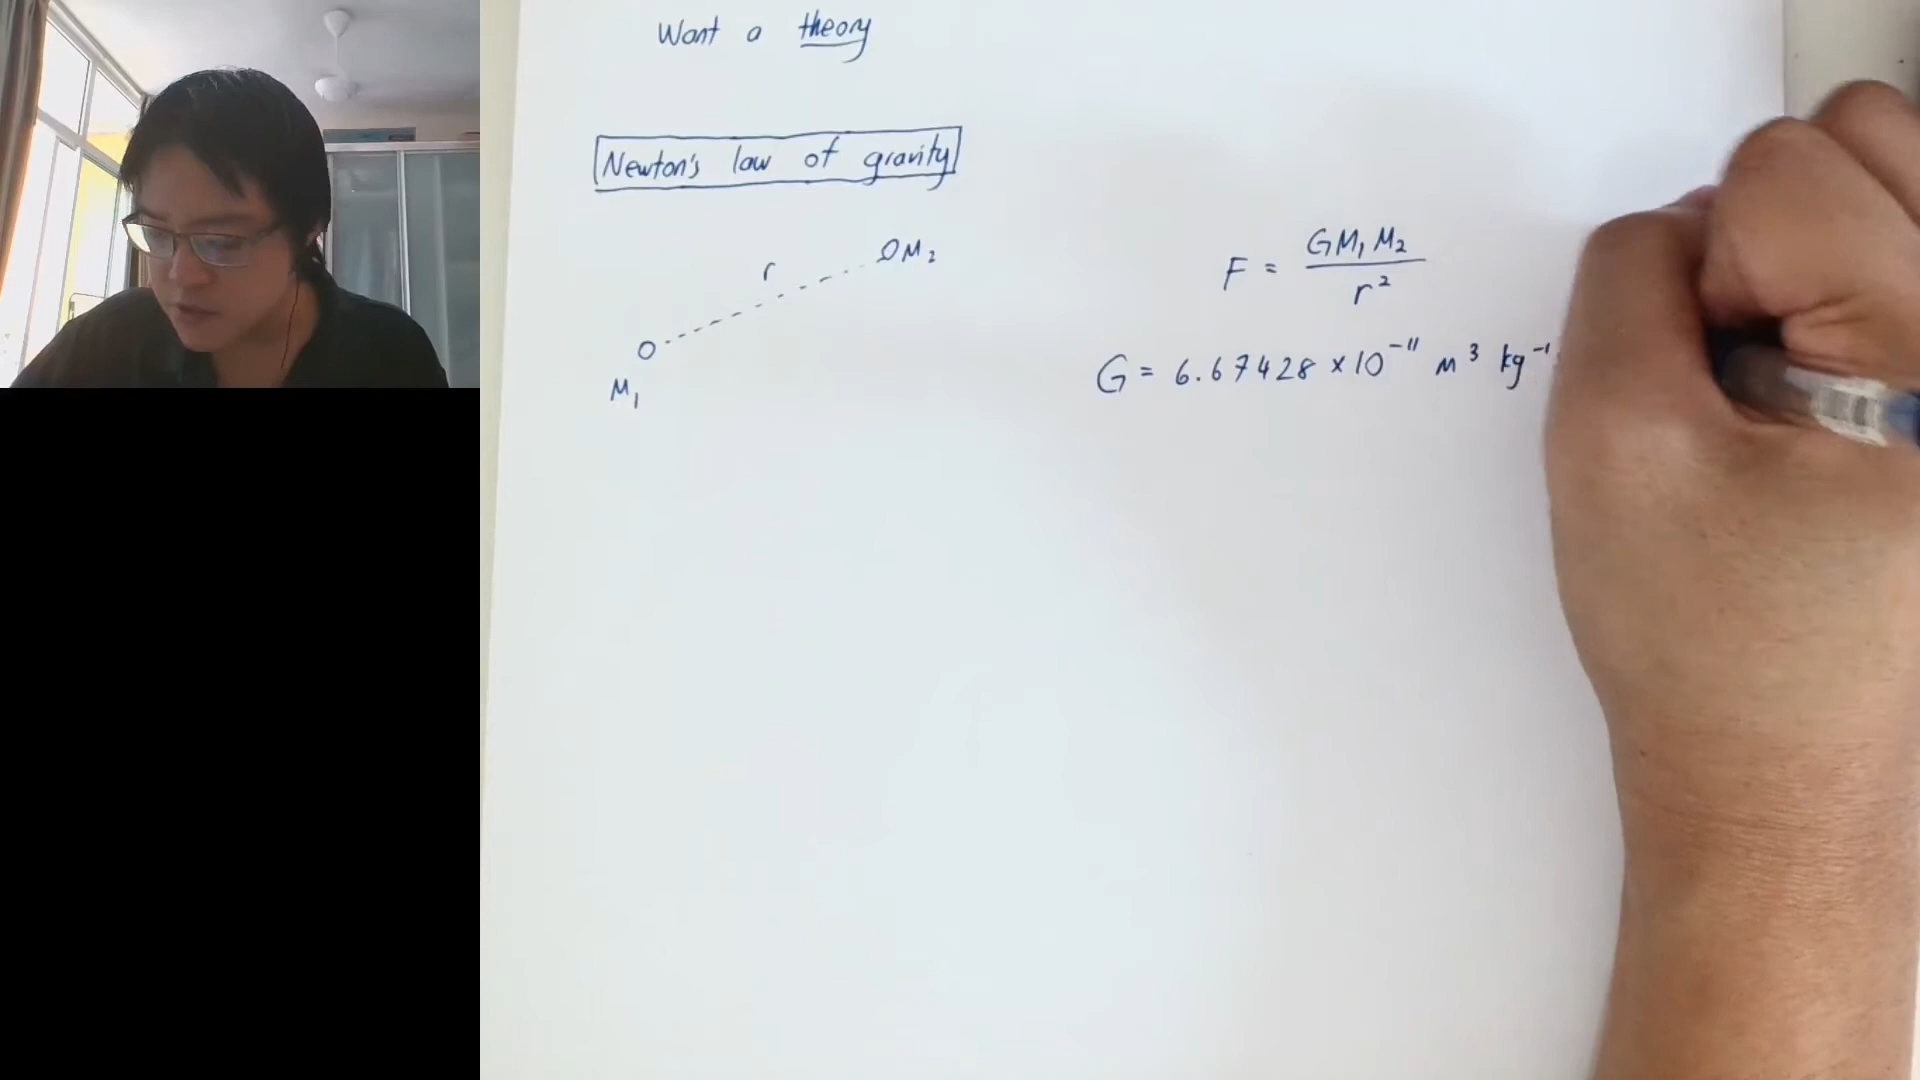 Want a theory
Newton's law of gravity
r
M₂
M₁
F = GM₁M₂ / r²
G = 6.67428 × 10⁻¹¹ m³ kg⁻¹